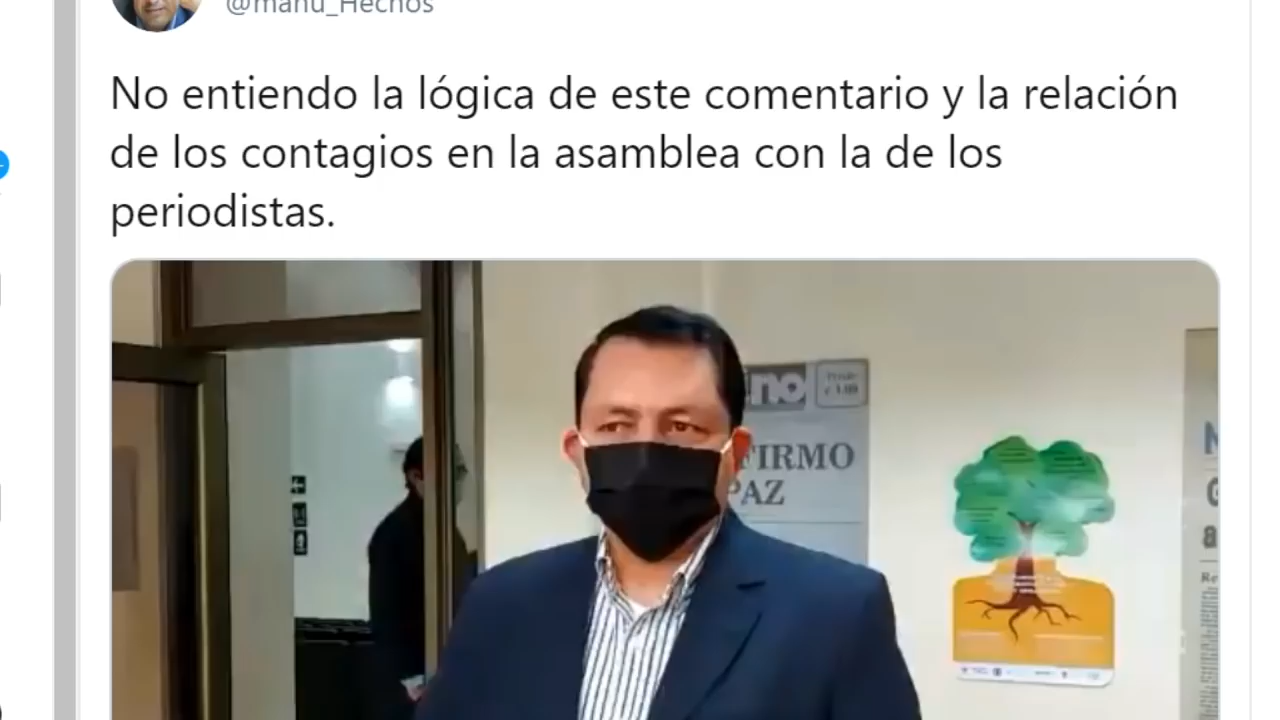 @manu_Hechos
No entiendo la lógica de este comentario y la relación
de los contagios en la asamblea con la de los
periodistas.
FIRMO
PAZ